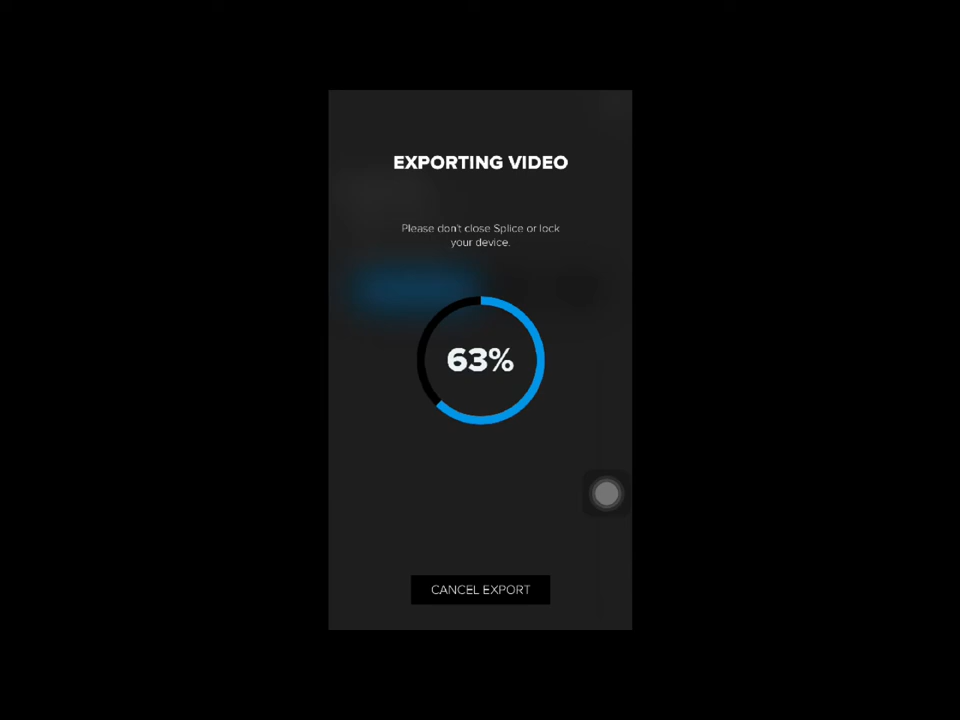 EXPORTING VIDEO
Please don't close Splice or lock
your device.
63%
CANCEL EXPORT